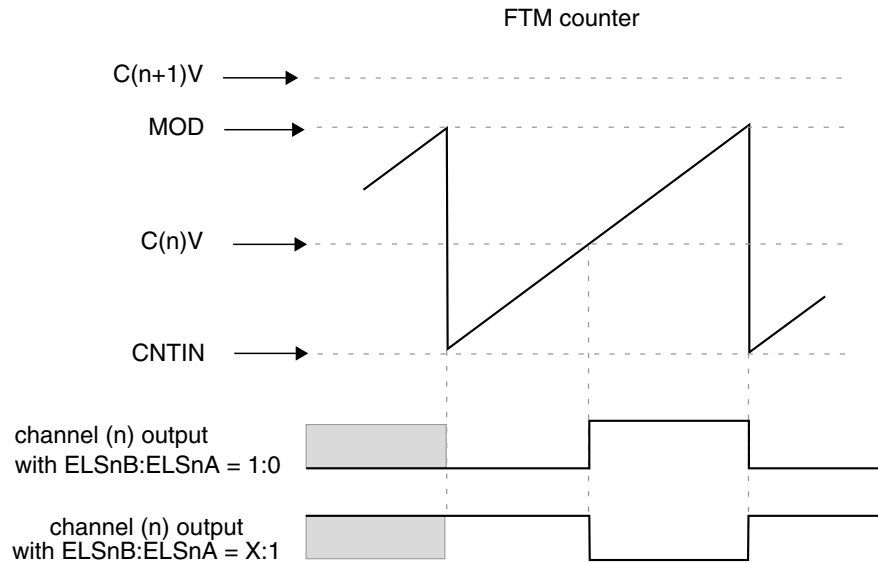 FTM counter
C(n+1)V
MOD
C(n)V
CNTIN
channel (n) output
with ELSnB:ELSnA = 1:0
channel (n) output
with ELSnB:ELSnA = X:1